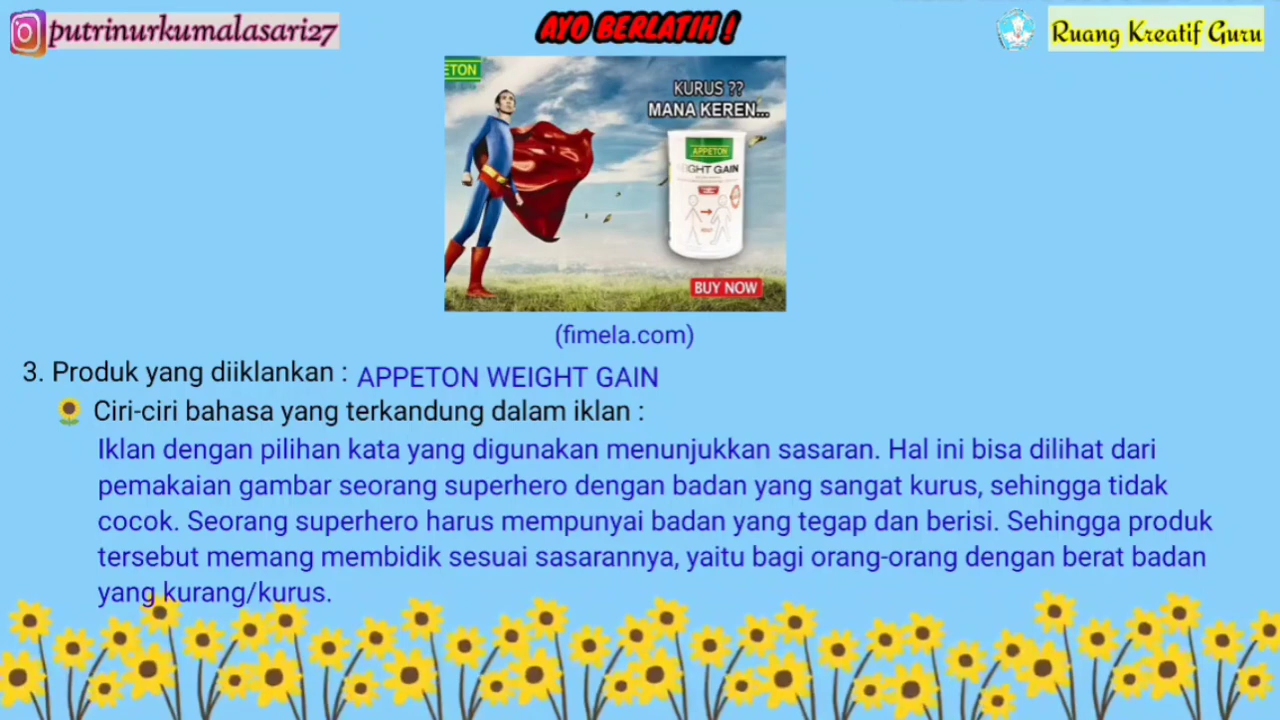 putrinurkumalasari27
AYO BERLATIH !
Ruang Kreatif Guru
ETON
KURUS ??
MANA KEREN...
APPETON
WEIGHT GAIN
BUY NOW
(fimela.com)
3. Produk yang diiklankan : APPETON WEIGHT GAIN
Ciri-ciri bahasa yang terkandung dalam iklan :
Iklan dengan pilihan kata yang digunakan menunjukkan sasaran. Hal ini bisa dilihat dari
pemakaian gambar seorang superhero dengan badan yang sangat kurus, sehingga tidak
cocok. Seorang superhero harus mempunyai badan yang tegap dan berisi. Sehingga produk
tersebut memang membidik sesuai sasarannya, yaitu bagi orang-orang dengan berat badan
yang kurang/kurus.